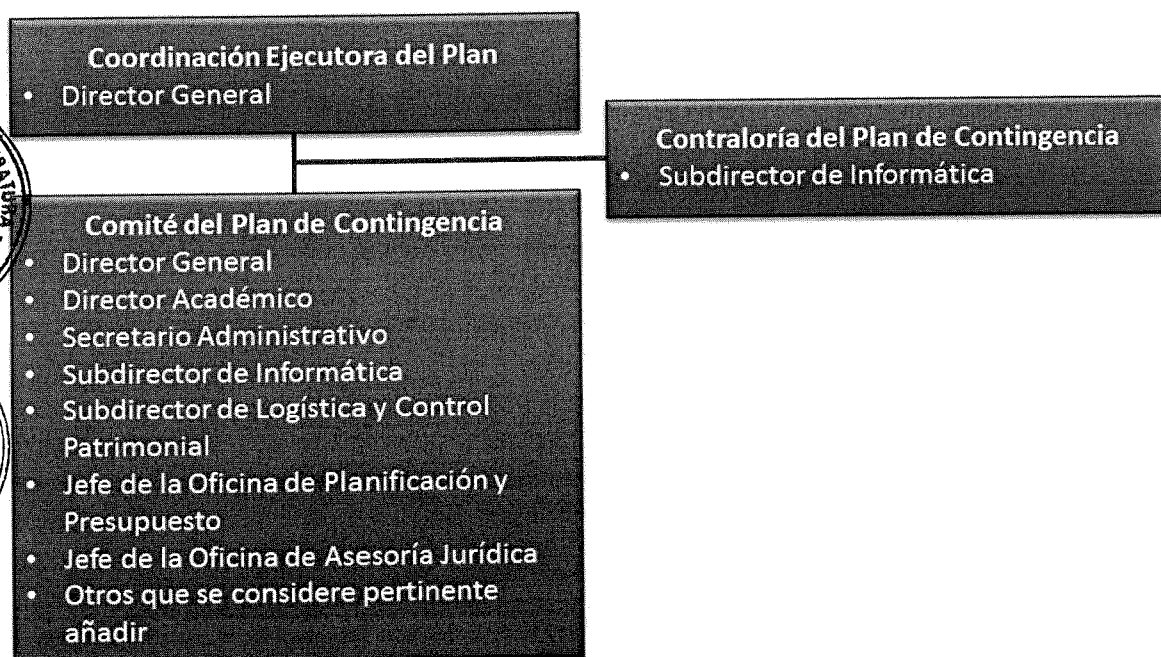 Coordinación Ejecutora del Plan
• Director General
Contraloría del Plan de Contingencia
• Subdirector de Informática
Comité del Plan de Contingencia
• Director General
• Director Académico
• Secretario Administrativo
• Subdirector de Informática
• Subdirector de Logística y Control
Patrimonial
• Jefe de la Oficina de Planificación y
Presupuesto
• Jefe de la Oficina de Asesoría Jurídica
• Otros que se considere pertinente
añadir